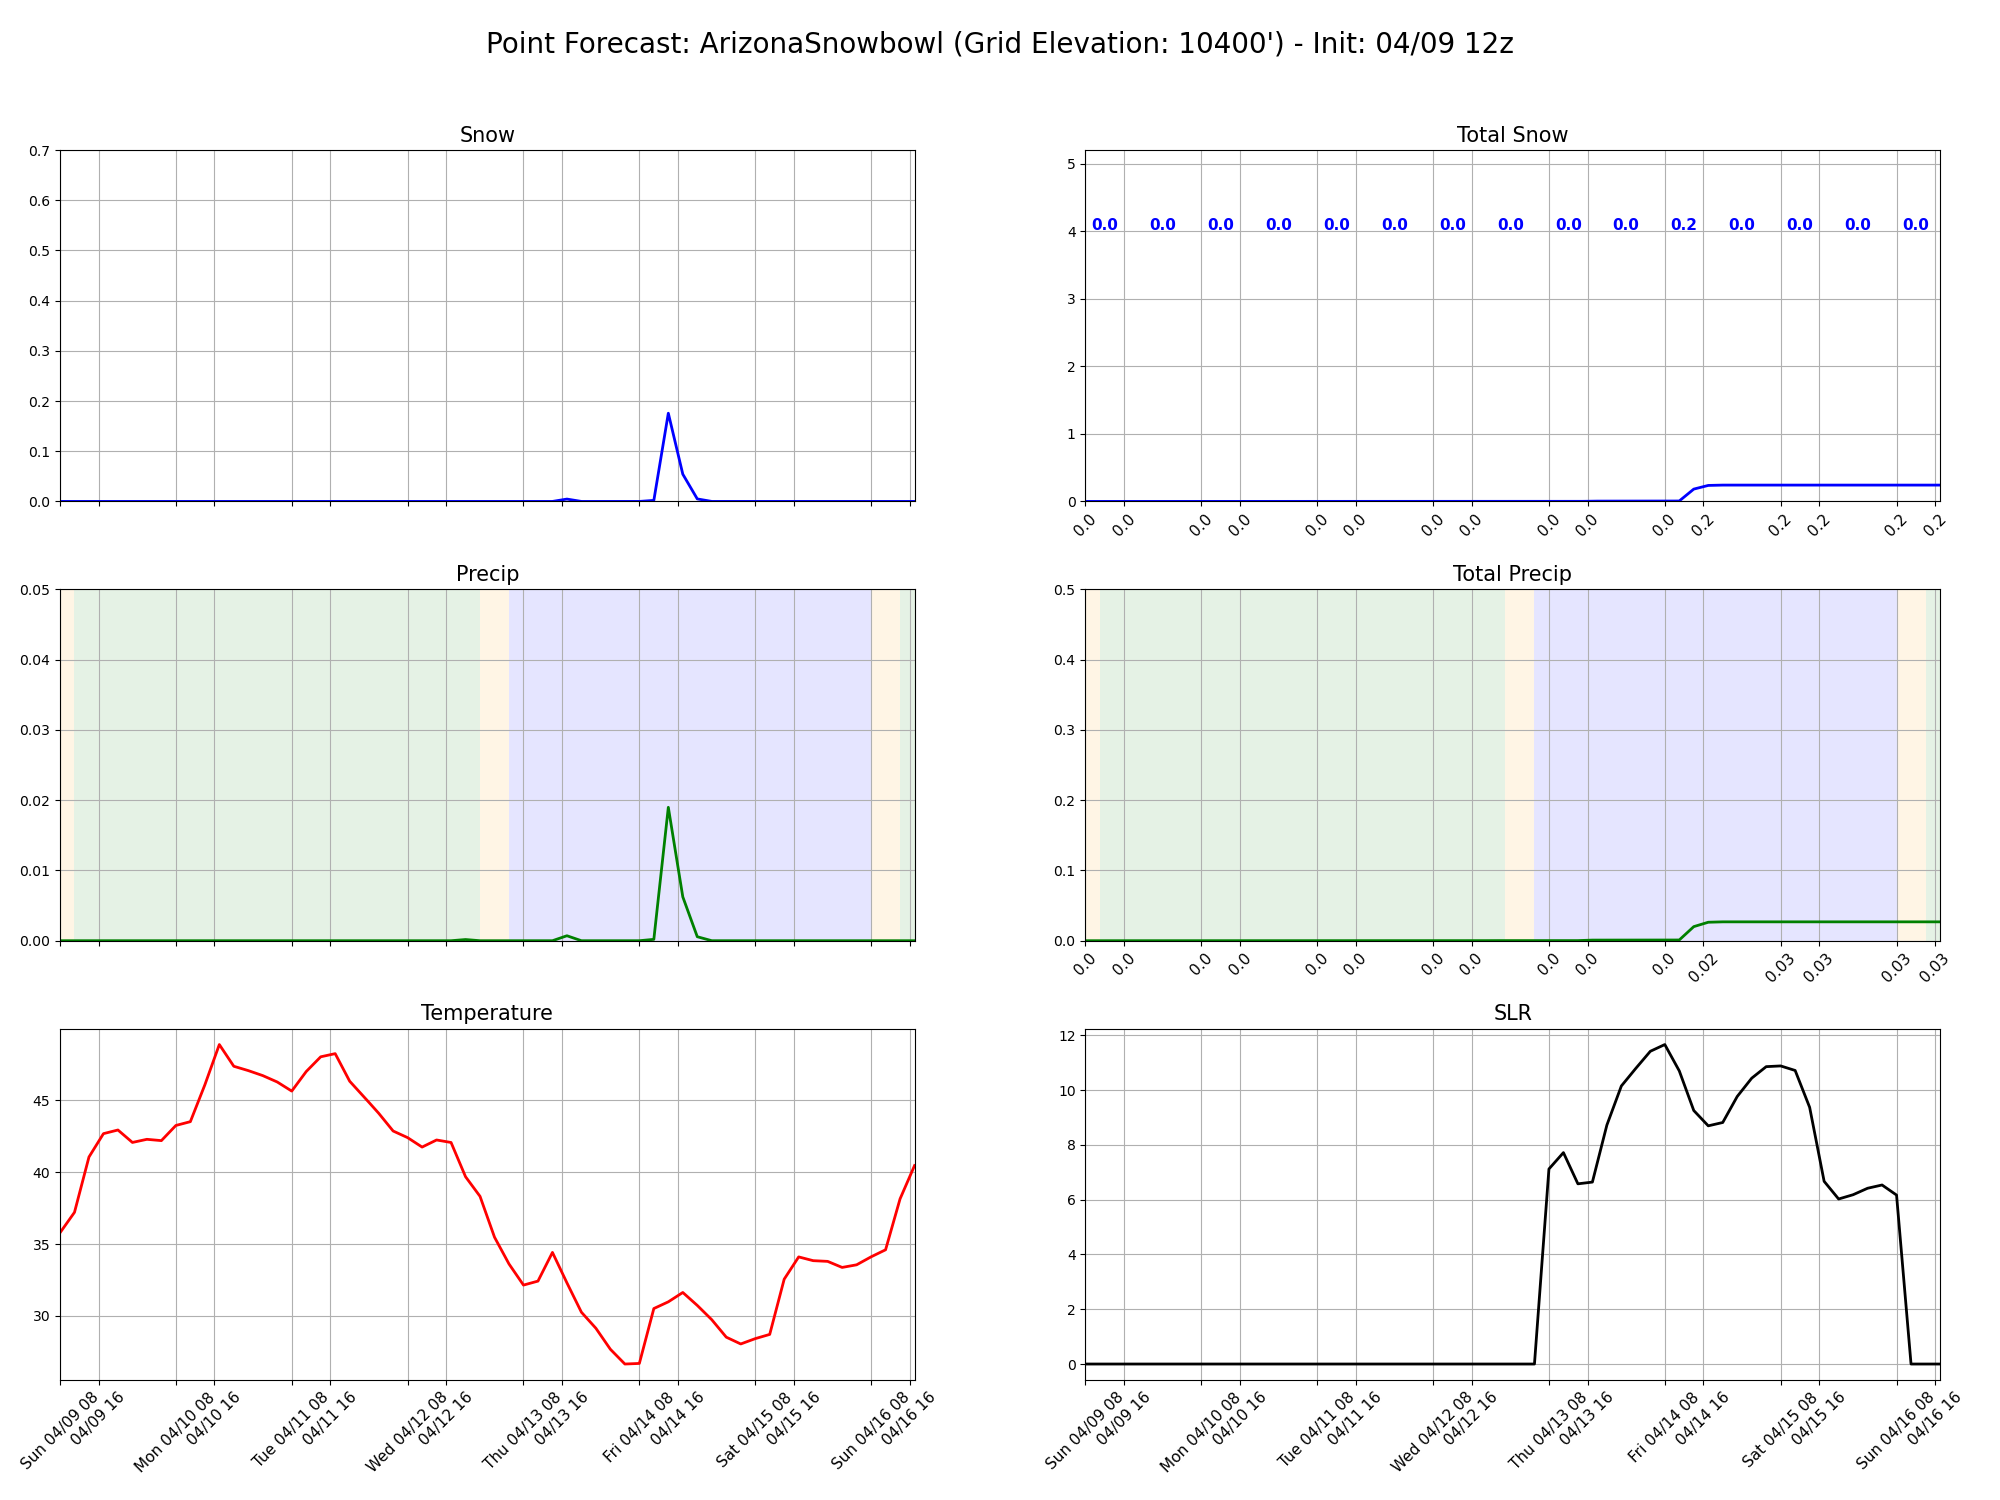 Point Forecast: ArizonaSnowbowl (Grid Elevation: 10400') - Init: 04/09 12z
Snow
0.7
0.6
0.5
0.4
0.3
0.2
0.1
0.0
Total Snow
5
4
3
2
1
0
0.0 0.0 0.0 0.0 0.0 0.0 0.0 0.0 0.0 0.0 0.2 0.0 0.0 0.0 0.0
0.0 0.0 0.0 0.0 0.0 0.0 0.0 0.0 0.0 0.0 0.0 0.2 0.2 0.2 0.2 0.2
Precip
0.05
0.04
0.03
0.02
0.01
0.00
Total Precip
0.5
0.4
0.3
0.2
0.1
0.0
0.0 0.0 0.0 0.0 0.0 0.0 0.0 0.0 0.0 0.0 0.0 0.02 0.03 0.03 0.03 0.03
Temperature
45
40
35
30
Sun 04/09 08
04/09 16
Mon 04/10 08
04/10 16
Tue 04/11 08
04/11 16
Wed 04/12 08
04/12 16
Thu 04/13 08
04/13 16
Fri 04/14 08
04/14 16
Sat 04/15 08
04/15 16
Sun 04/16 08
04/16 16
SLR
12
10
8
6
4
2
0
Sun 04/09 08
04/09 16
Mon 04/10 08
04/10 16
Tue 04/11 08
04/11 16
Wed 04/12 08
04/12 16
Thu 04/13 08
04/13 16
Fri 04/14 08
04/14 16
Sat 04/15 08
04/15 16
Sun 04/16 08
04/16 16